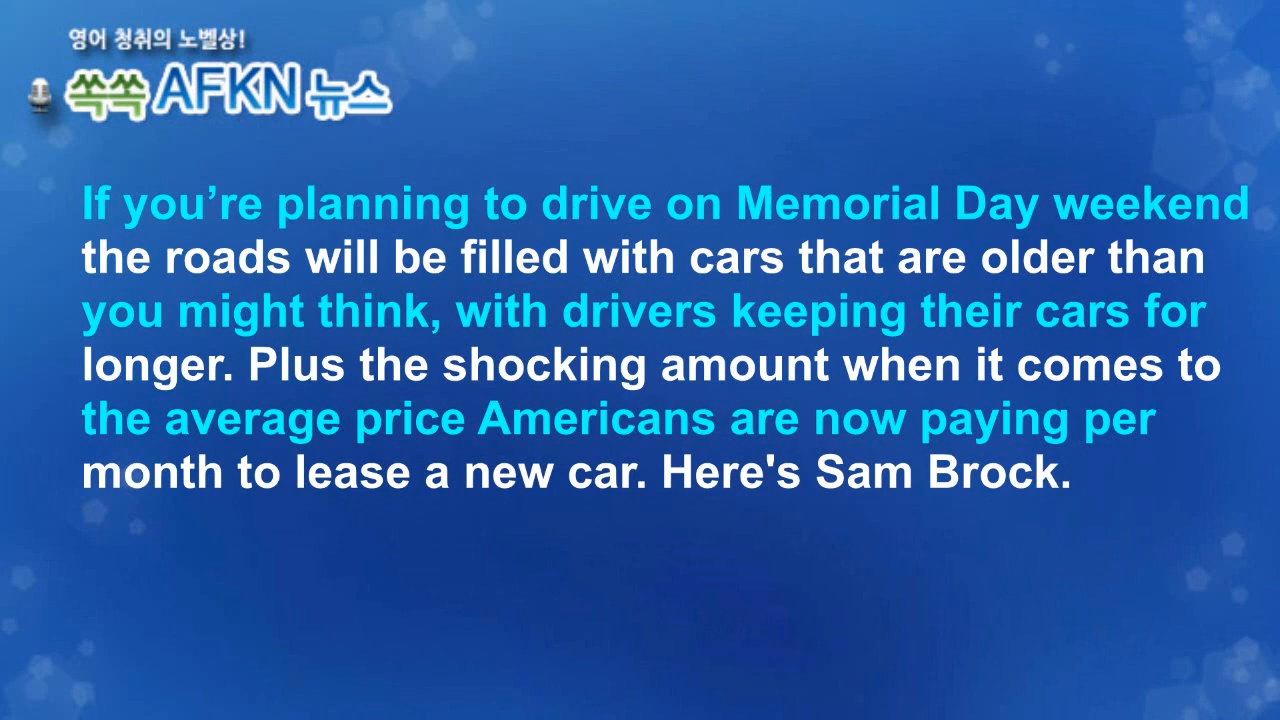 영어 청취의 노벨상!
쏙쏙 AFKN 뉴스
If you’re planning to drive on Memorial Day weekend
the roads will be filled with cars that are older than
you might think, with drivers keeping their cars for
longer. Plus the shocking amount when it comes to
the average price Americans are now paying per
month to lease a new car. Here's Sam Brock.